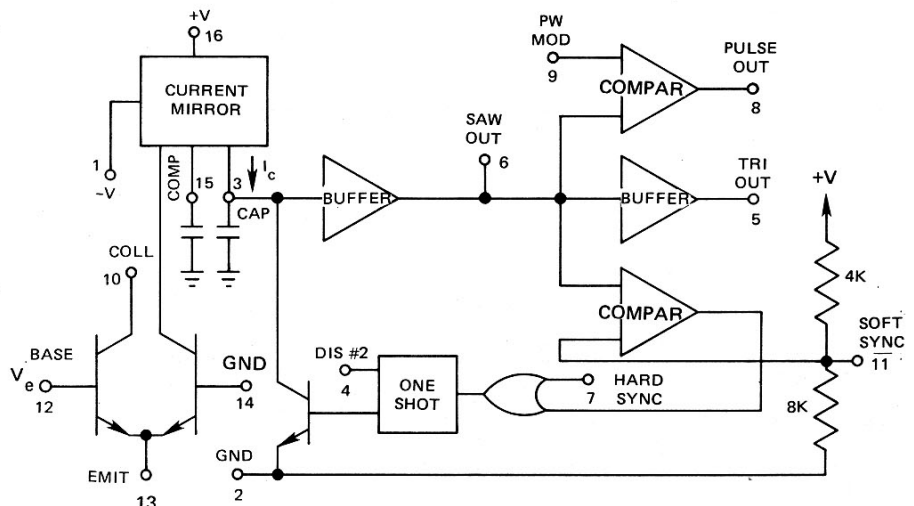 +V
16
CURRENT
MIRROR
1
~V
COMP
15
3
I c
CAP
BUFFER
SAW
OUT
6
PW
MOD
9
COMPAR
PULSE
OUT
8
BUFFER
TRI
OUT
5
+V
4K
COLL
10
COMPAR
SOFT
SYNC
11
BASE
V e
12
GND
14
DIS #2
4
ONE
SHOT
HARD
7
SYNC
8K
GND
2
EMIT
13